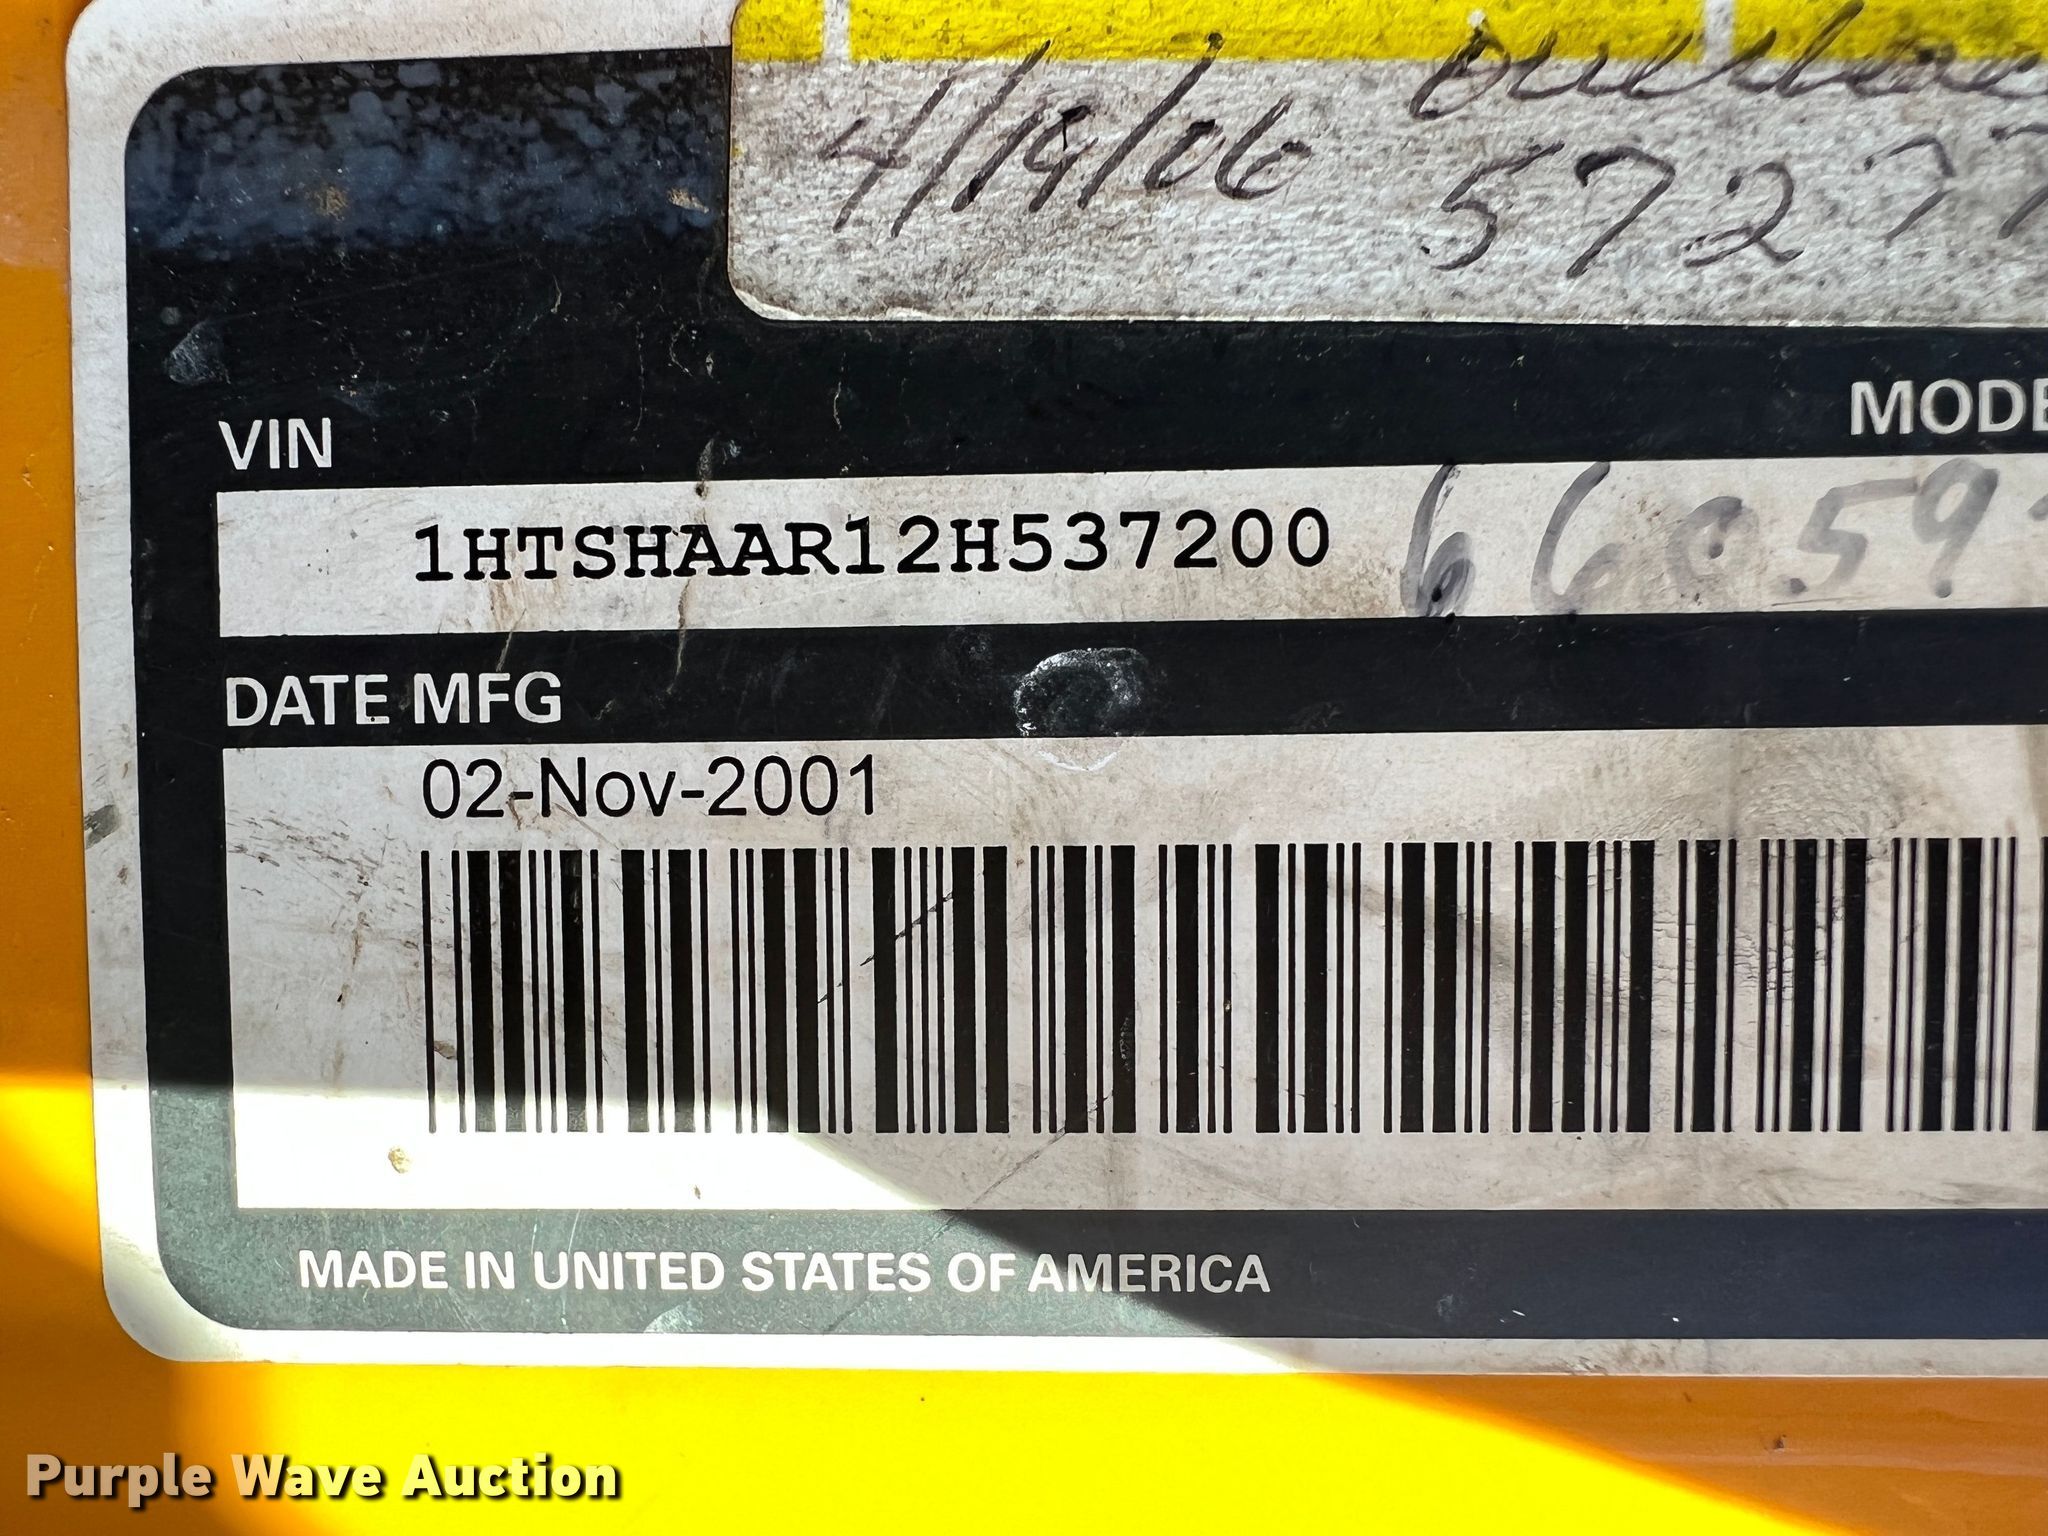 4/19/06
57277
MODE
VIN
1HTSHAAR12H537200
DATE MFG
02-Nov-2001
MADE IN UNITED STATES OF AMERICA
Purple Wave Auction